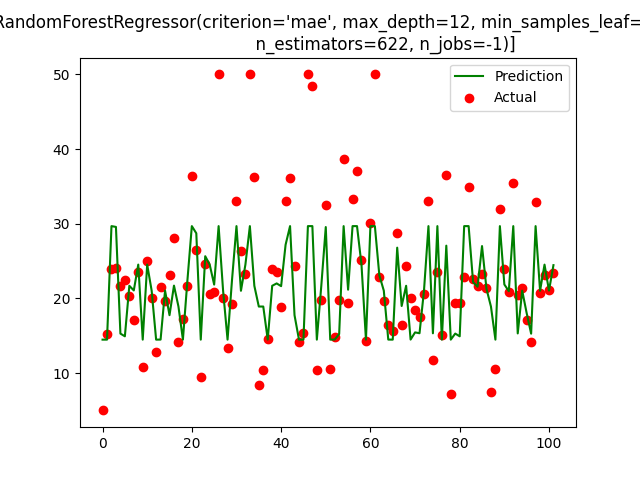 RandomForestRegressor(criterion='mae', max_depth=12, min_samples_leaf=
n_estimators=622, n_jobs=-1)]
50
40
30
20
10
0 20 40 60 80 100
Prediction
Actual